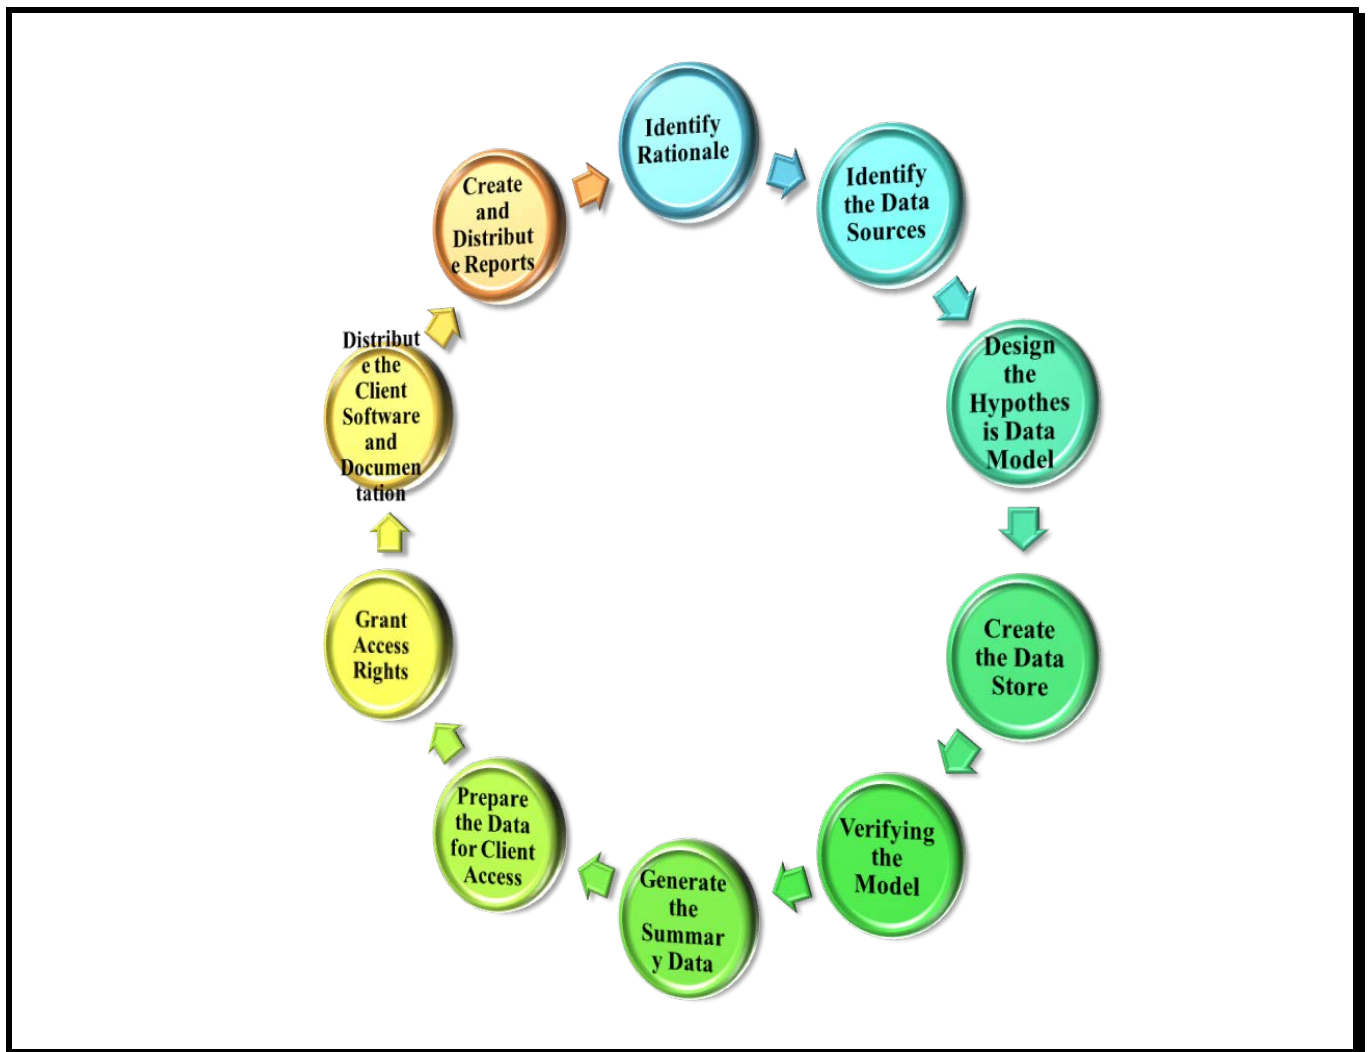 Identify
Rationale
Identify
the Data
Sources
Design
the
Hypothes
is Data
Model
Create
the Data
Store
Verifying
the
Model
Generate
the
Summar
y Data
Prepare
the Data
for Client
Access
Grant
Access
Rights
Distribut
e the
Client
Software
and
Documen
tation
Create
and
Distribut
e Reports